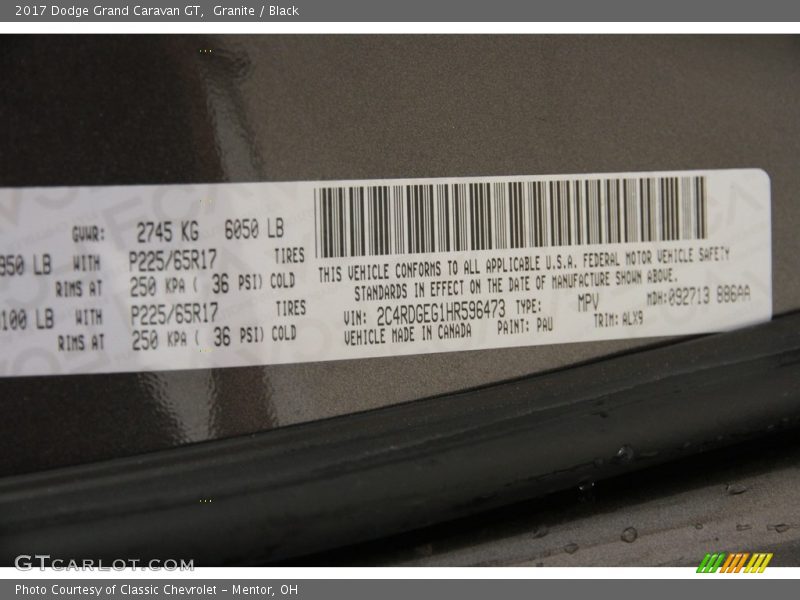 2017 Dodge Grand Caravan GT, Granite / Black
GVWR: 2745 KG 6050 LB
950 LB WITH P225/65R17 TIRES
RIMS AT 250 KPA ( 36 PSI) COLD
100 LB WITH P225/65R17 TIRES
RIMS AT 250 KPA ( 36 PSI) COLD
THIS VEHICLE CONFORMS TO ALL APPLICABLE U.S.A. FEDERAL MOTOR VEHICLE SAFETY
STANDARDS IN EFFECT ON THE DATE OF MANUFACTURE SHOWN ABOVE.
VIN: 2C4RDGEG1HR596473 TYPE: MPV MDH:092713 886AA
VEHICLE MADE IN CANADA PAINT: PAU TRIM: ALX9
GTcarlot.com
Photo Courtesy of Classic Chevrolet - Mentor, OH